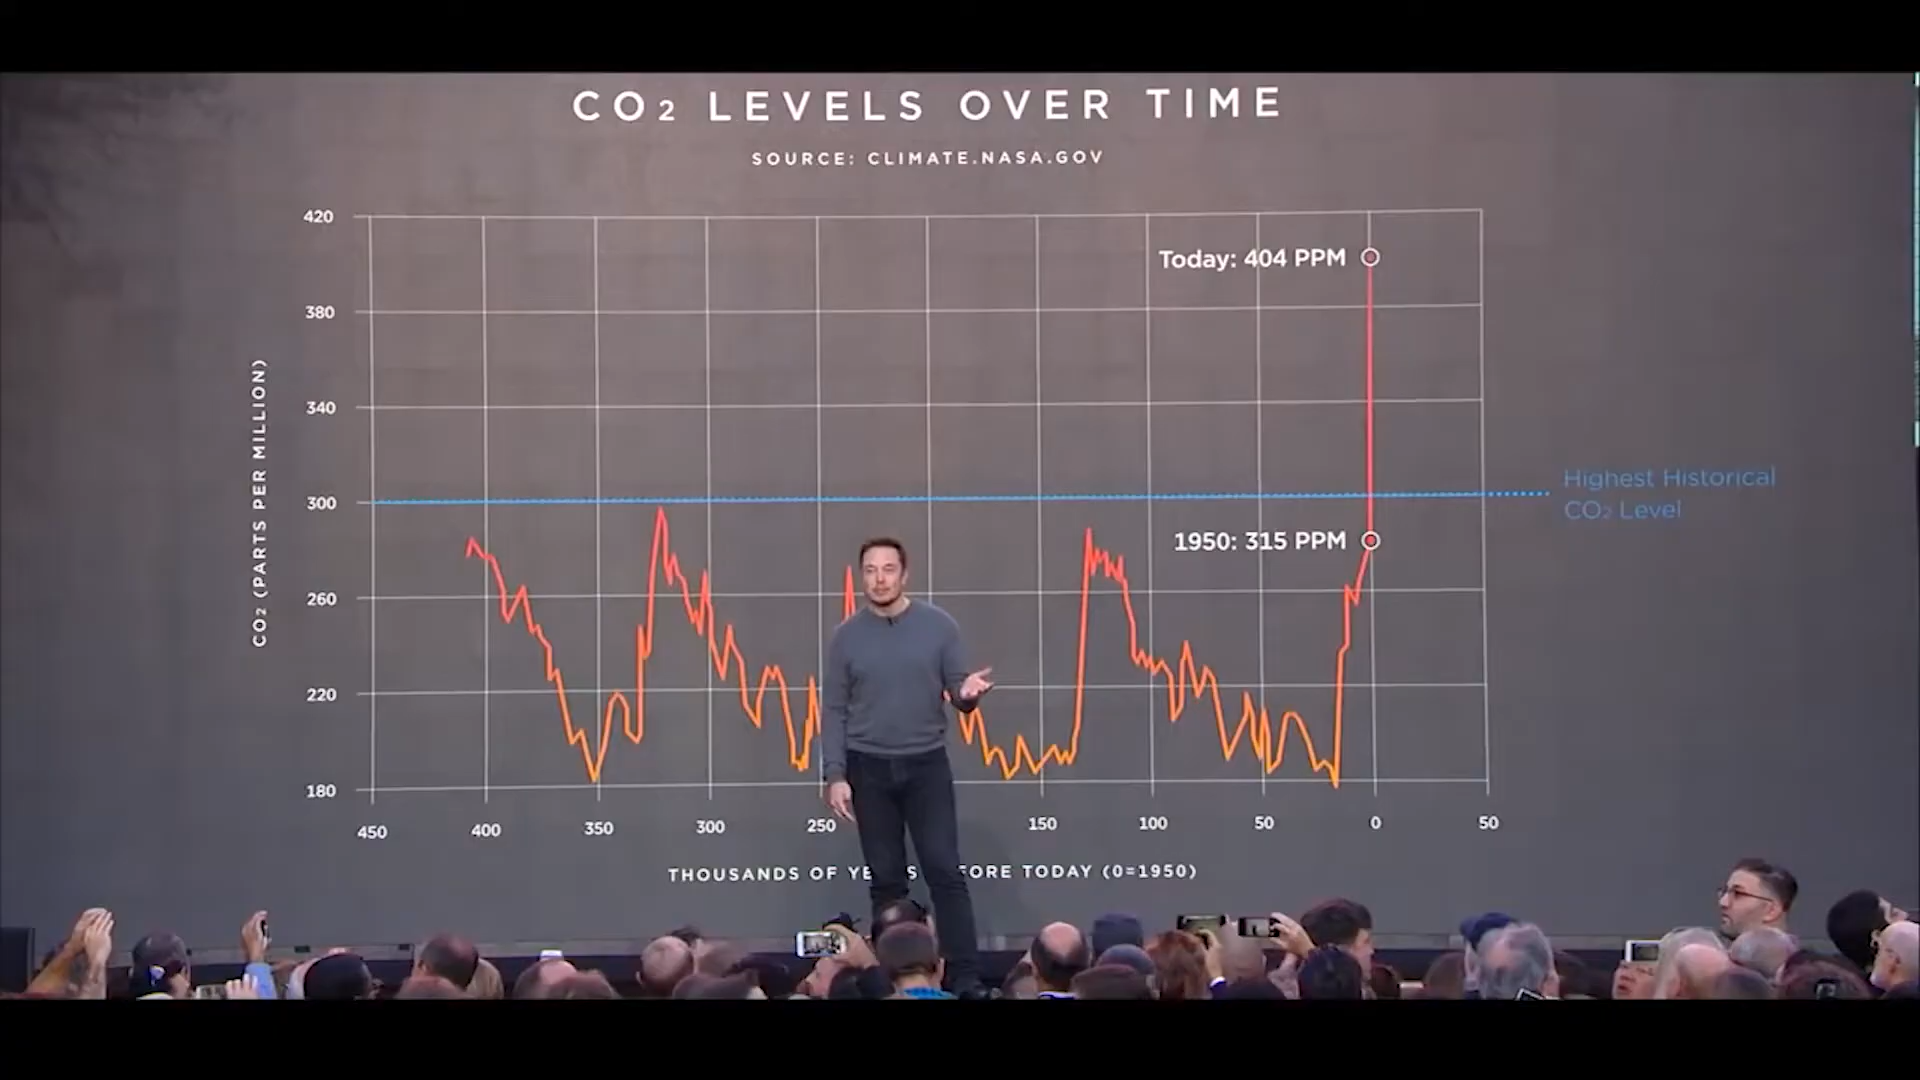 CO2 LEVELS OVER TIME
SOURCE: CLIMATE.NASA.GOV
420
Today: 404 PPM
380
340
Highest Historical
CO2 Level
300
1950: 315 PPM
260
220
180
CO2 (PARTS PER MILLION)
450 400 350 300 250 150 100 50 0 50
THOUSANDS OF TODAY (0=1950)